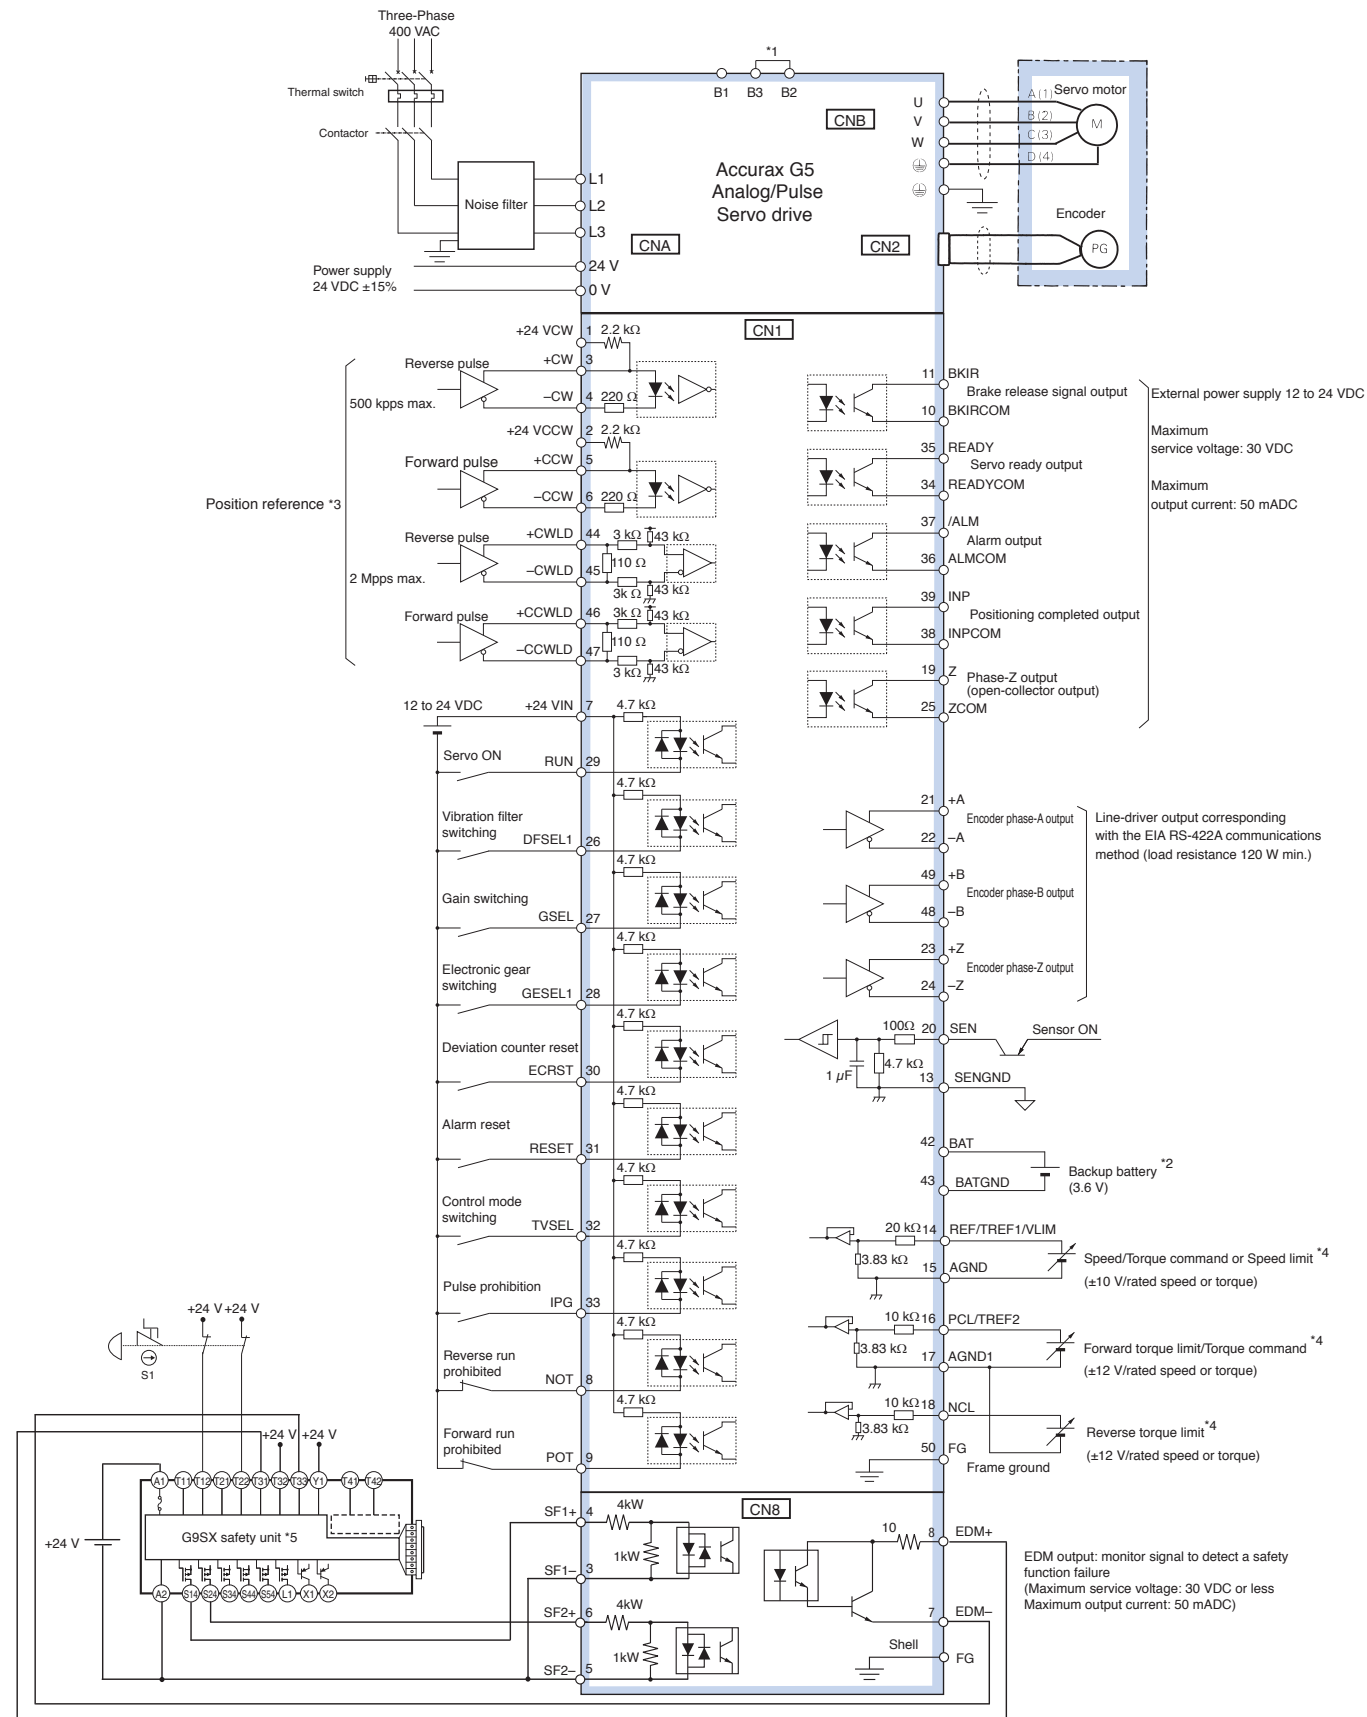 Three-Phase
400 VAC
Thermal switch
Contactor
Noise filter
L1
L2
L3
Power supply
24 VDC ±15%
24 V
0 V
*1
B1 B3 B2
CNB
Accurax G5
Analog/Pulse
Servo drive
CNA
CN2
U
V
W
A (1)
B (2)
C (3)
D (4)
Servo motor
M
Encoder
PG
CN1
Position reference *3
500 kpps max.
2 Mpps max.
+24 VCW 1 2.2 kΩ
Reverse pulse
+CW 3
–CW 4 220 Ω
+24 VCCW 2 2.2 kΩ
Forward pulse
+CCW 5
–CCW 6 220 Ω
Reverse pulse
+CWLD 44 3 kΩ 43 kΩ
110 Ω
–CWLD 45 3k Ω 43 kΩ
Forward pulse
+CCWLD 46 3k Ω 43 kΩ
110 Ω
–CCWLD 47 3 kΩ 43 kΩ
12 to 24 VDC
+24 VIN 7 4.7 kΩ
Servo ON
RUN 29
4.7 kΩ
Vibration filter
switching
DFSEL1 26
4.7 kΩ
Gain switching
GSEL 27
4.7 kΩ
Electronic gear
switching
GESEL1 28
4.7 kΩ
Deviation counter reset
ECRST 30
4.7 kΩ
Alarm reset
RESET 31
4.7 kΩ
Control mode
switching
TVSEL 32
4.7 kΩ
Pulse prohibition
IPG 33
4.7 kΩ
Reverse run
prohibited
NOT 8
4.7 kΩ
Forward run
prohibited
POT 9
11 BKIR
Brake release signal output
10 BKIRCOM
35 READY
Servo ready output
34 READYCOM
37 /ALM
Alarm output
36 ALMCOM
39 INP
Positioning completed output
38 INPCOM
19 Z
Phase-Z output
(open-collector output)
25 ZCOM
External power supply 12 to 24 VDC
Maximum
service voltage: 30 VDC
Maximum
output current: 50 mADC
21 +A
Encoder phase-A output
22 –A
49 +B
Encoder phase-B output
48 –B
23 +Z
Encoder phase-Z output
24 –Z
Line-driver output corresponding
with the EIA RS-422A communications
method (load resistance 120 W min.)
100Ω 20 SEN
Sensor ON
1 µF
4.7 kΩ
13 SENGND
42 BAT
Backup battery *2
(3.6 V)
43 BATGND
20 kΩ 14 REF/TREF1/VLIM
3.83 kΩ
15 AGND
Speed/Torque command or Speed limit *4
(±10 V/rated speed or torque)
10 kΩ 16 PCL/TREF2
3.83 kΩ
17 AGND1
Forward torque limit/Torque command *4
(±12 V/rated speed or torque)
10 kΩ 18 NCL
3.83 kΩ
Reverse torque limit *4
(±12 V/rated speed or torque)
50 FG
Frame ground
+24 V +24 V
S1
+24 V +24 V
A1 T11 T12 T21 T22 T31 T32 T33 Y1 T41 T42
G9SX safety unit *5
+24 V
A2 S14 S24 S34 S44 S54 L1 X1 X2
CN8
SF1+ 4 4kW
1kW
SF1– 3
SF2+ 6 4kW
1kW
SF2– 5
10 8 EDM+
7 EDM–
Shell
FG
EDM output: monitor signal to detect a safety
function failure
(Maximum service voltage: 30 VDC or less
Maximum output current: 50 mADC)